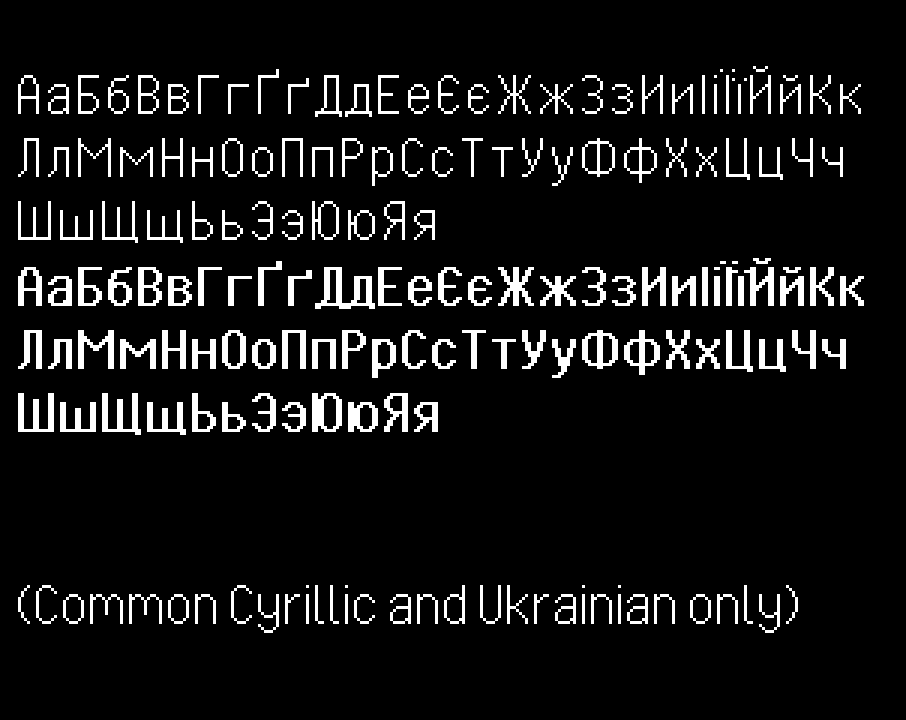 АаБбВвГгҐґДдЕеЄєЖжЗзИиІіЇїЙйКк
ЛлМмНнОоПпРрСсТтУуФфХхЦцЧч
ШшЩщЬьЭэЮюЯя
АаБбВвГгҐґДдЕеЄєЖжЗзИиІіЇїЙйКк
ЛлМмНнОоПпРрСсТтУуФфХхЦцЧч
ШшЩщЬьЭэЮюЯя
(Common Cyrillic and Ukrainian only)